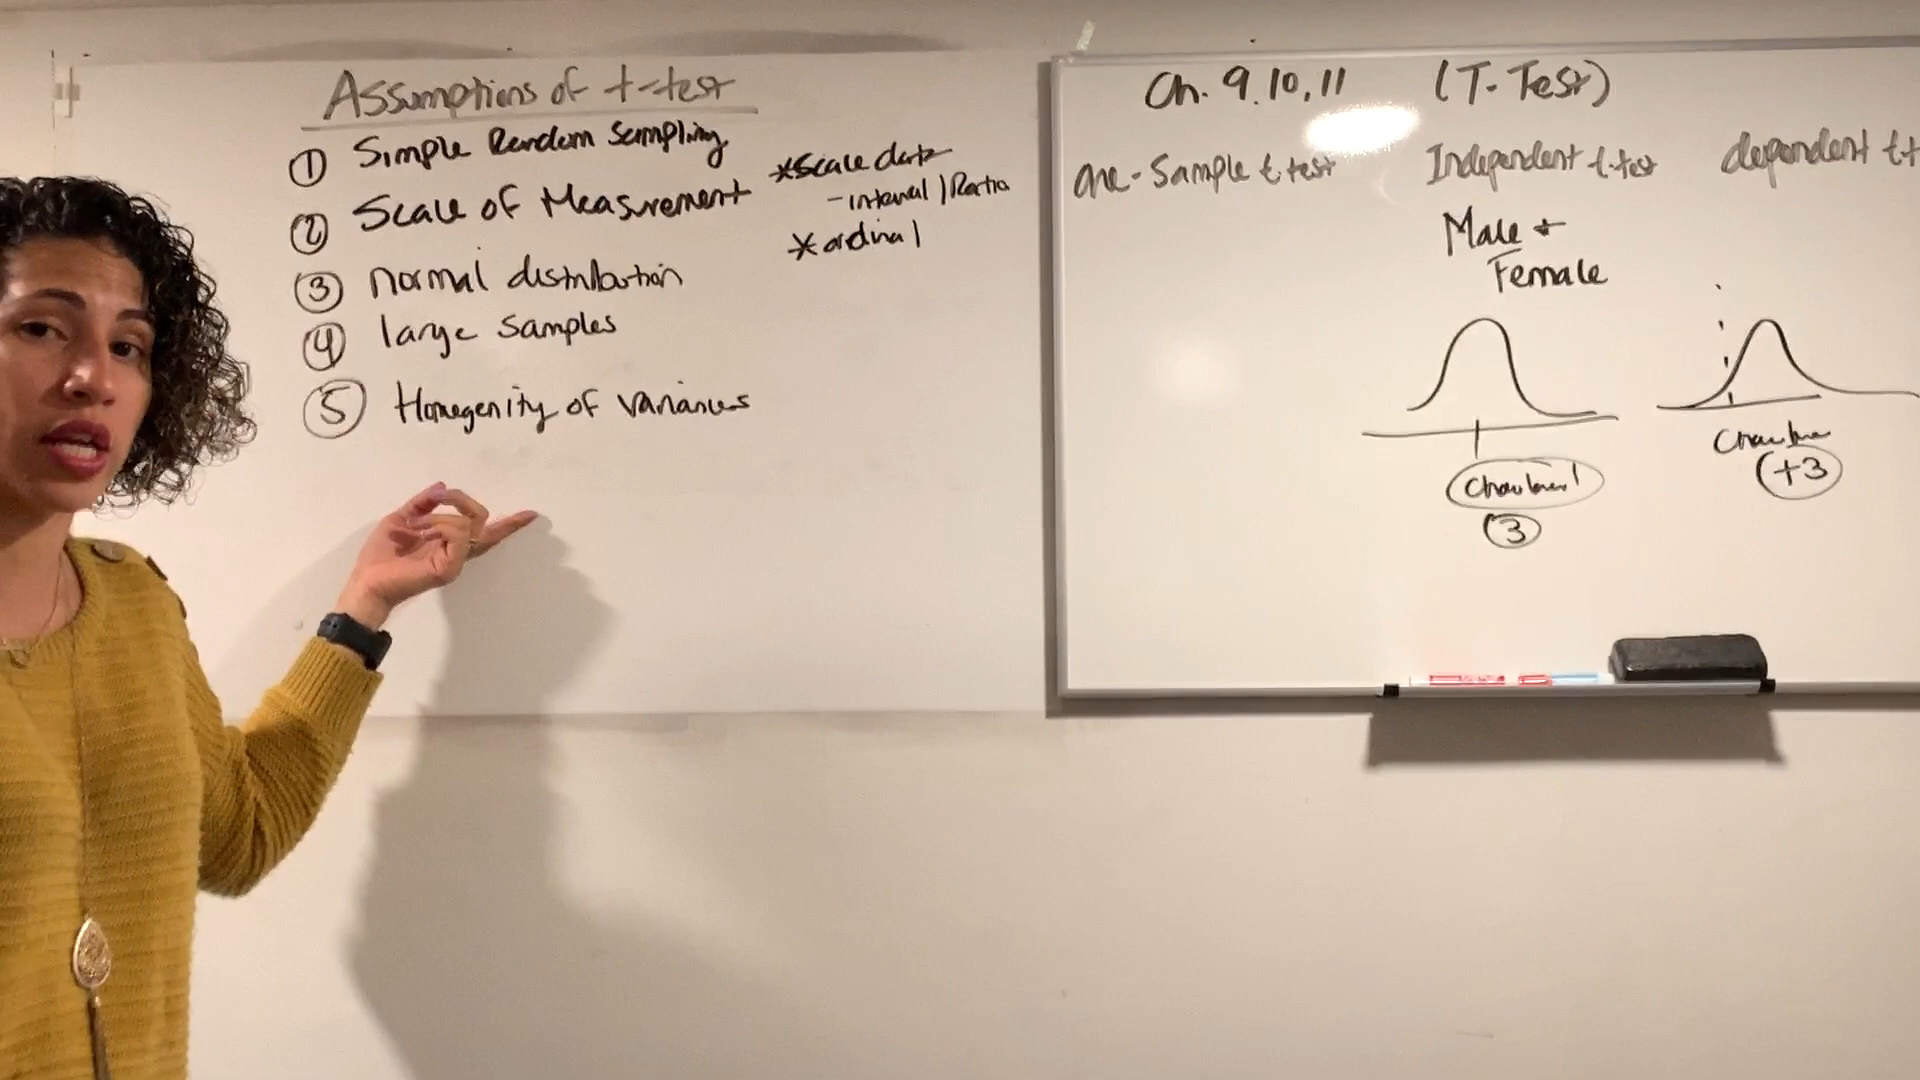 Assumptions of t-test
① Simple Random Sampling
② Scale of Measurement
*Scale data
- interval / Ratio
* ordinal
③ normal distribution
④ large samples
⑤ Homogenity of variances
Ch. 9, 10, 11 (T-Test)
one-Sample t.test
Independent t-test
dependent t.t
Male +
Female
3
+3